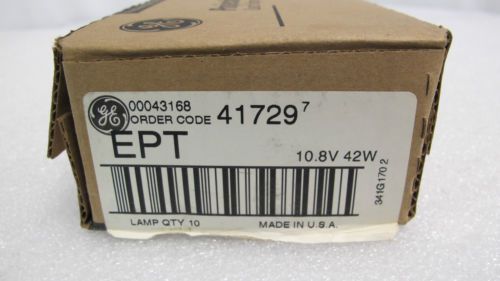 GE
00043168
ORDER CODE 41729 7
EPT
10.8V 42W
341G170 2
LAMP QTY 10 MADE IN U.S.A.